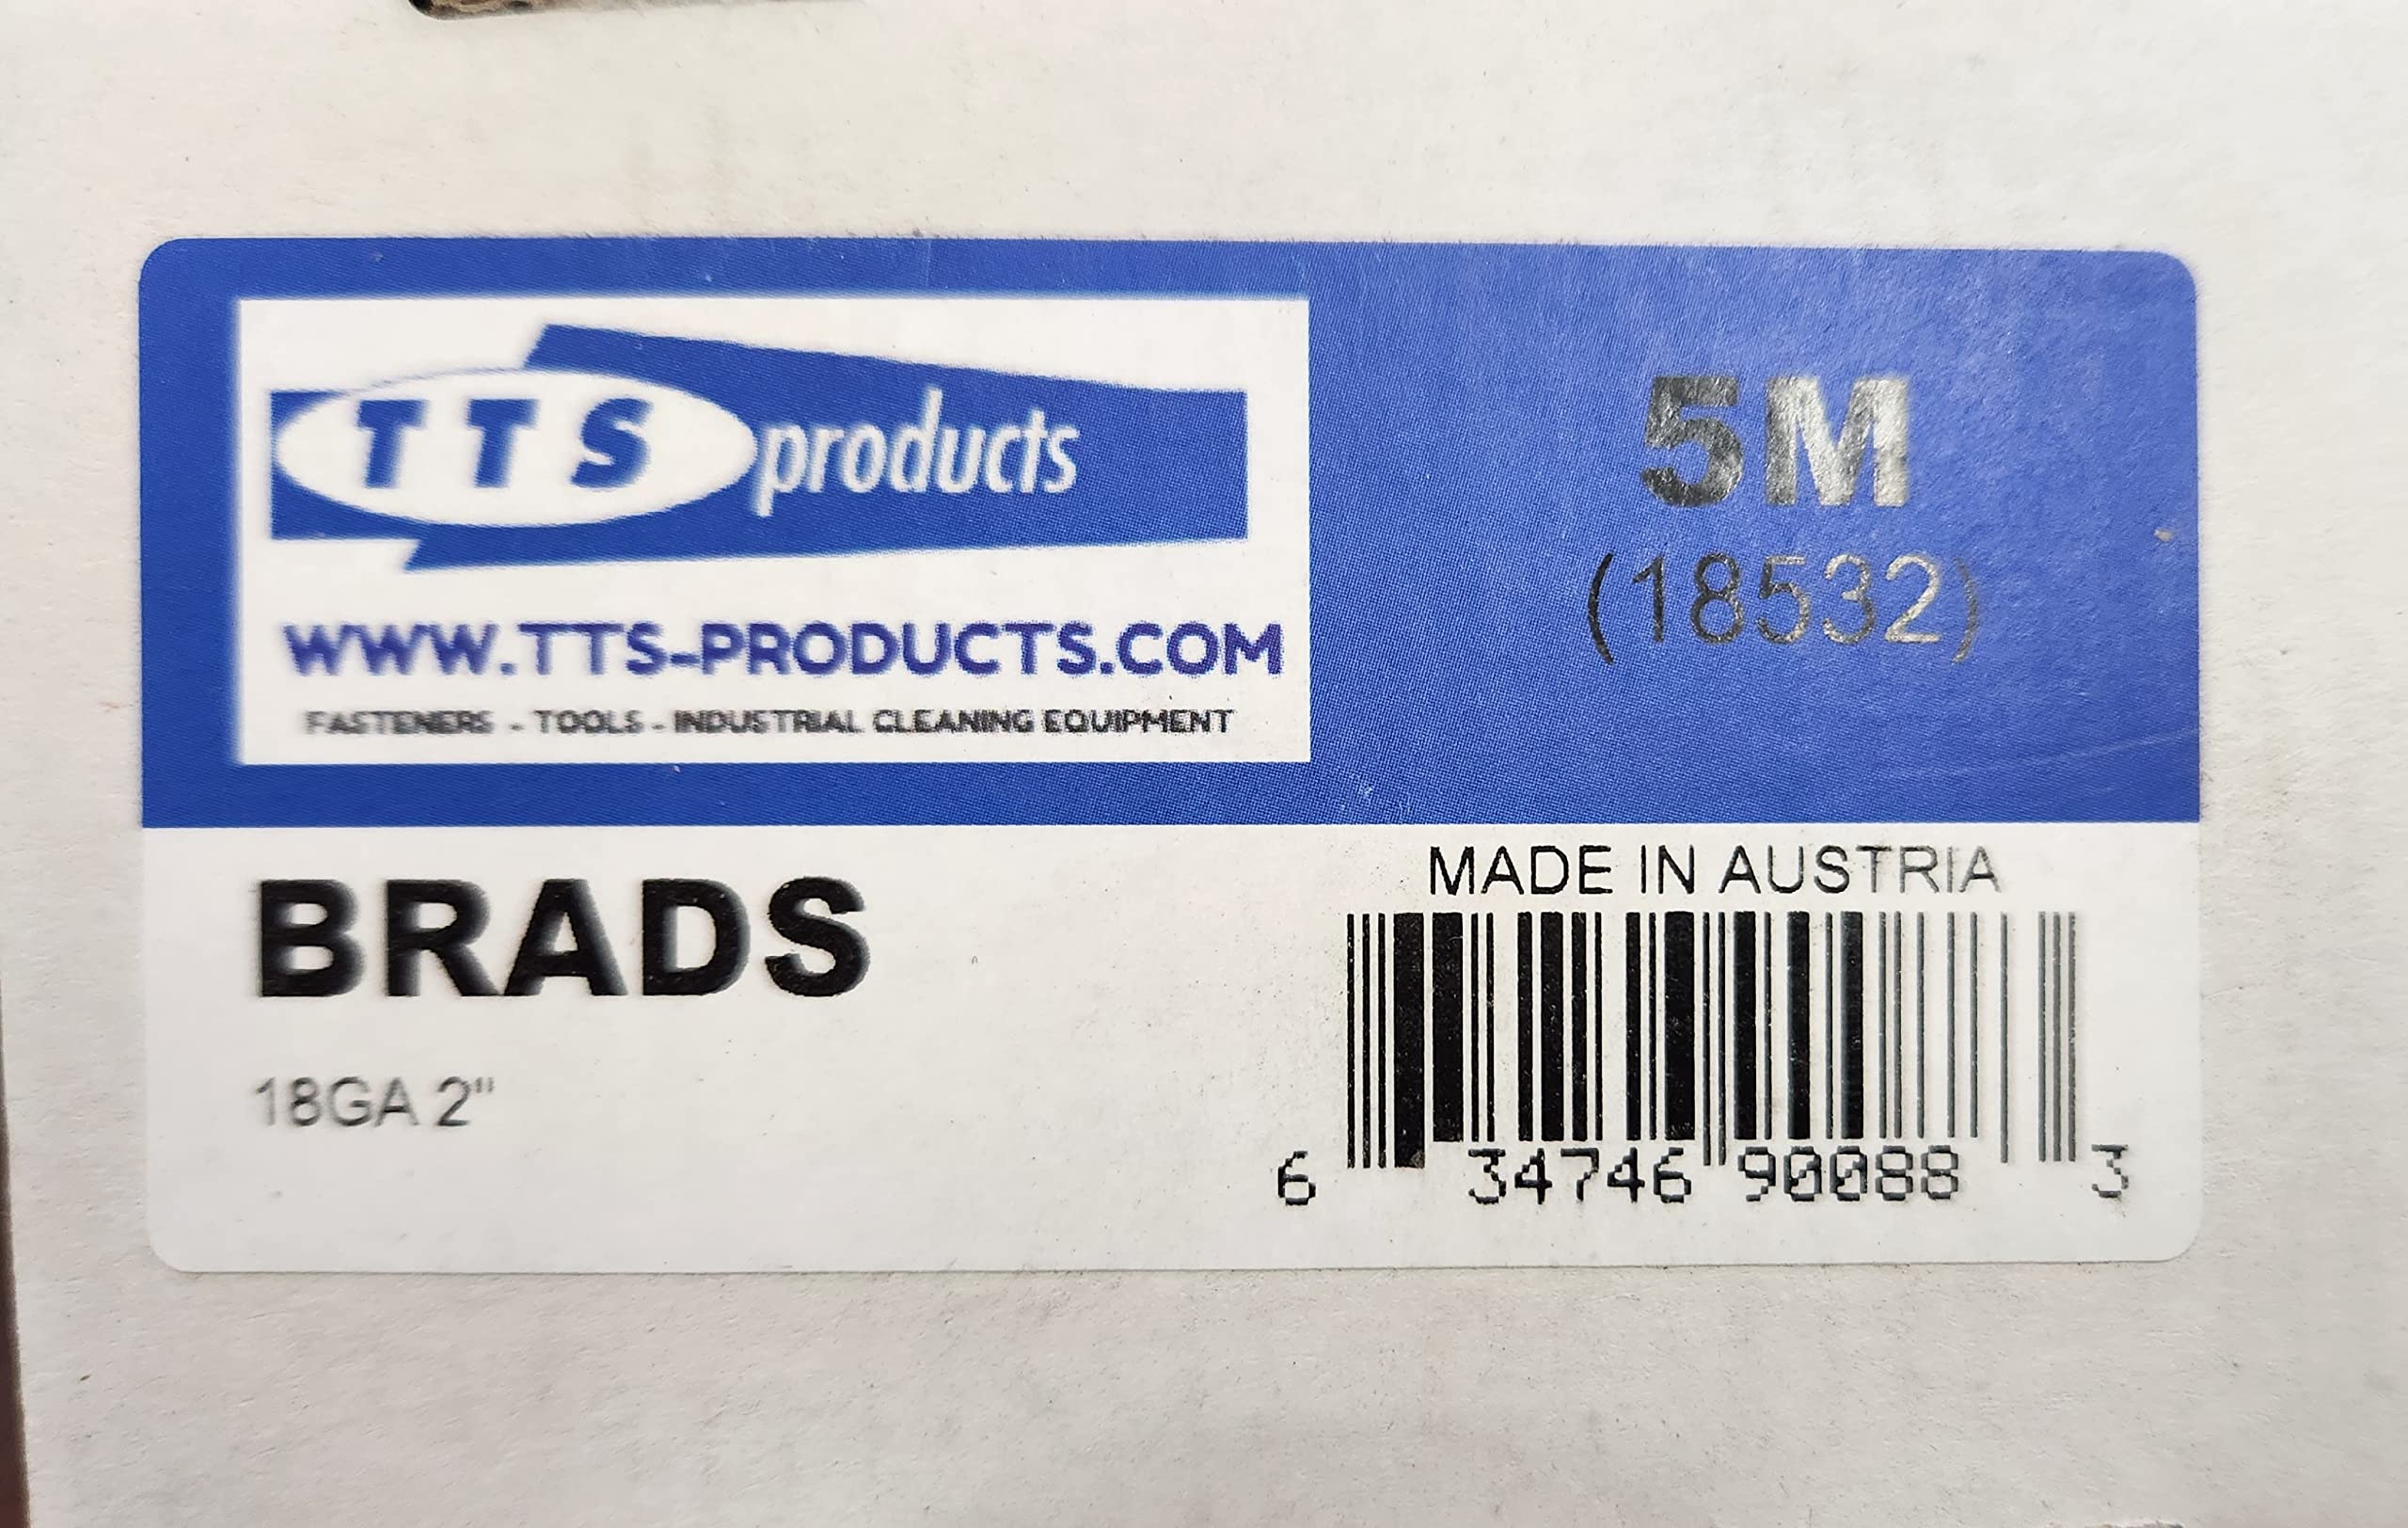 TTS products
WWW.TTS-PRODUCTS.COM
FASTENERS - TOOLS - INDUSTRIAL CLEANING EQUIPMENT
5M
(18532)
BRADS
18GA 2"
MADE IN AUSTRIA
6 34746 90088 3